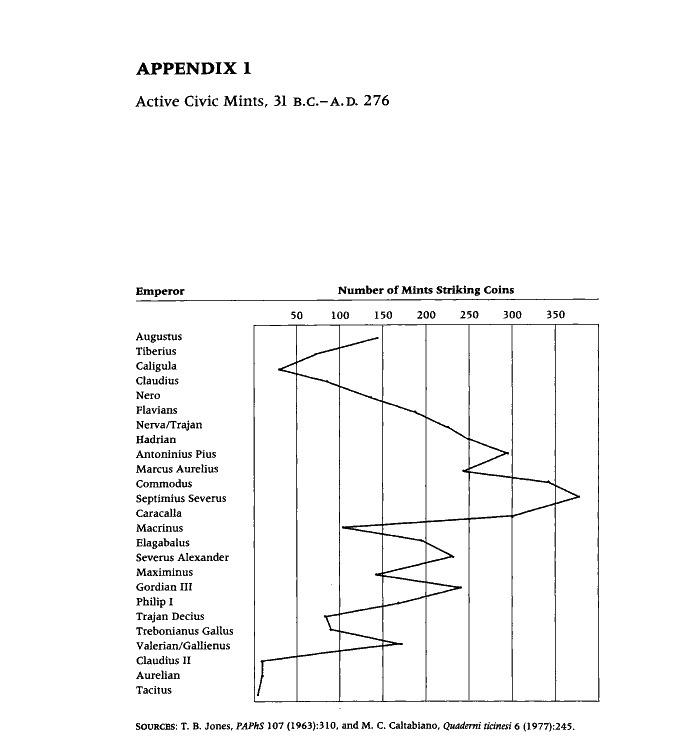 APPENDIX 1
Active Civic Mints, 31 B.C.–A.D. 276
Emperor Number of Mints Striking Coins
50 100 150 200 250 300 350
Augustus
Tiberius
Caligula
Claudius
Nero
Flavians
Nerva/Trajan
Hadrian
Antoninius Pius
Marcus Aurelius
Commodus
Septimius Severus
Caracalla
Macrinus
Elagabalus
Severus Alexander
Maximinus
Gordian III
Philip I
Trajan Decius
Trebonianus Gallus
Valerian/Gallienus
Claudius II
Aurelian
Tacitus
SOURCES: T. B. Jones, PAPhS 107 (1963):310, and M. C. Caltabiano, Quaderni ticinesi 6 (1977):245.